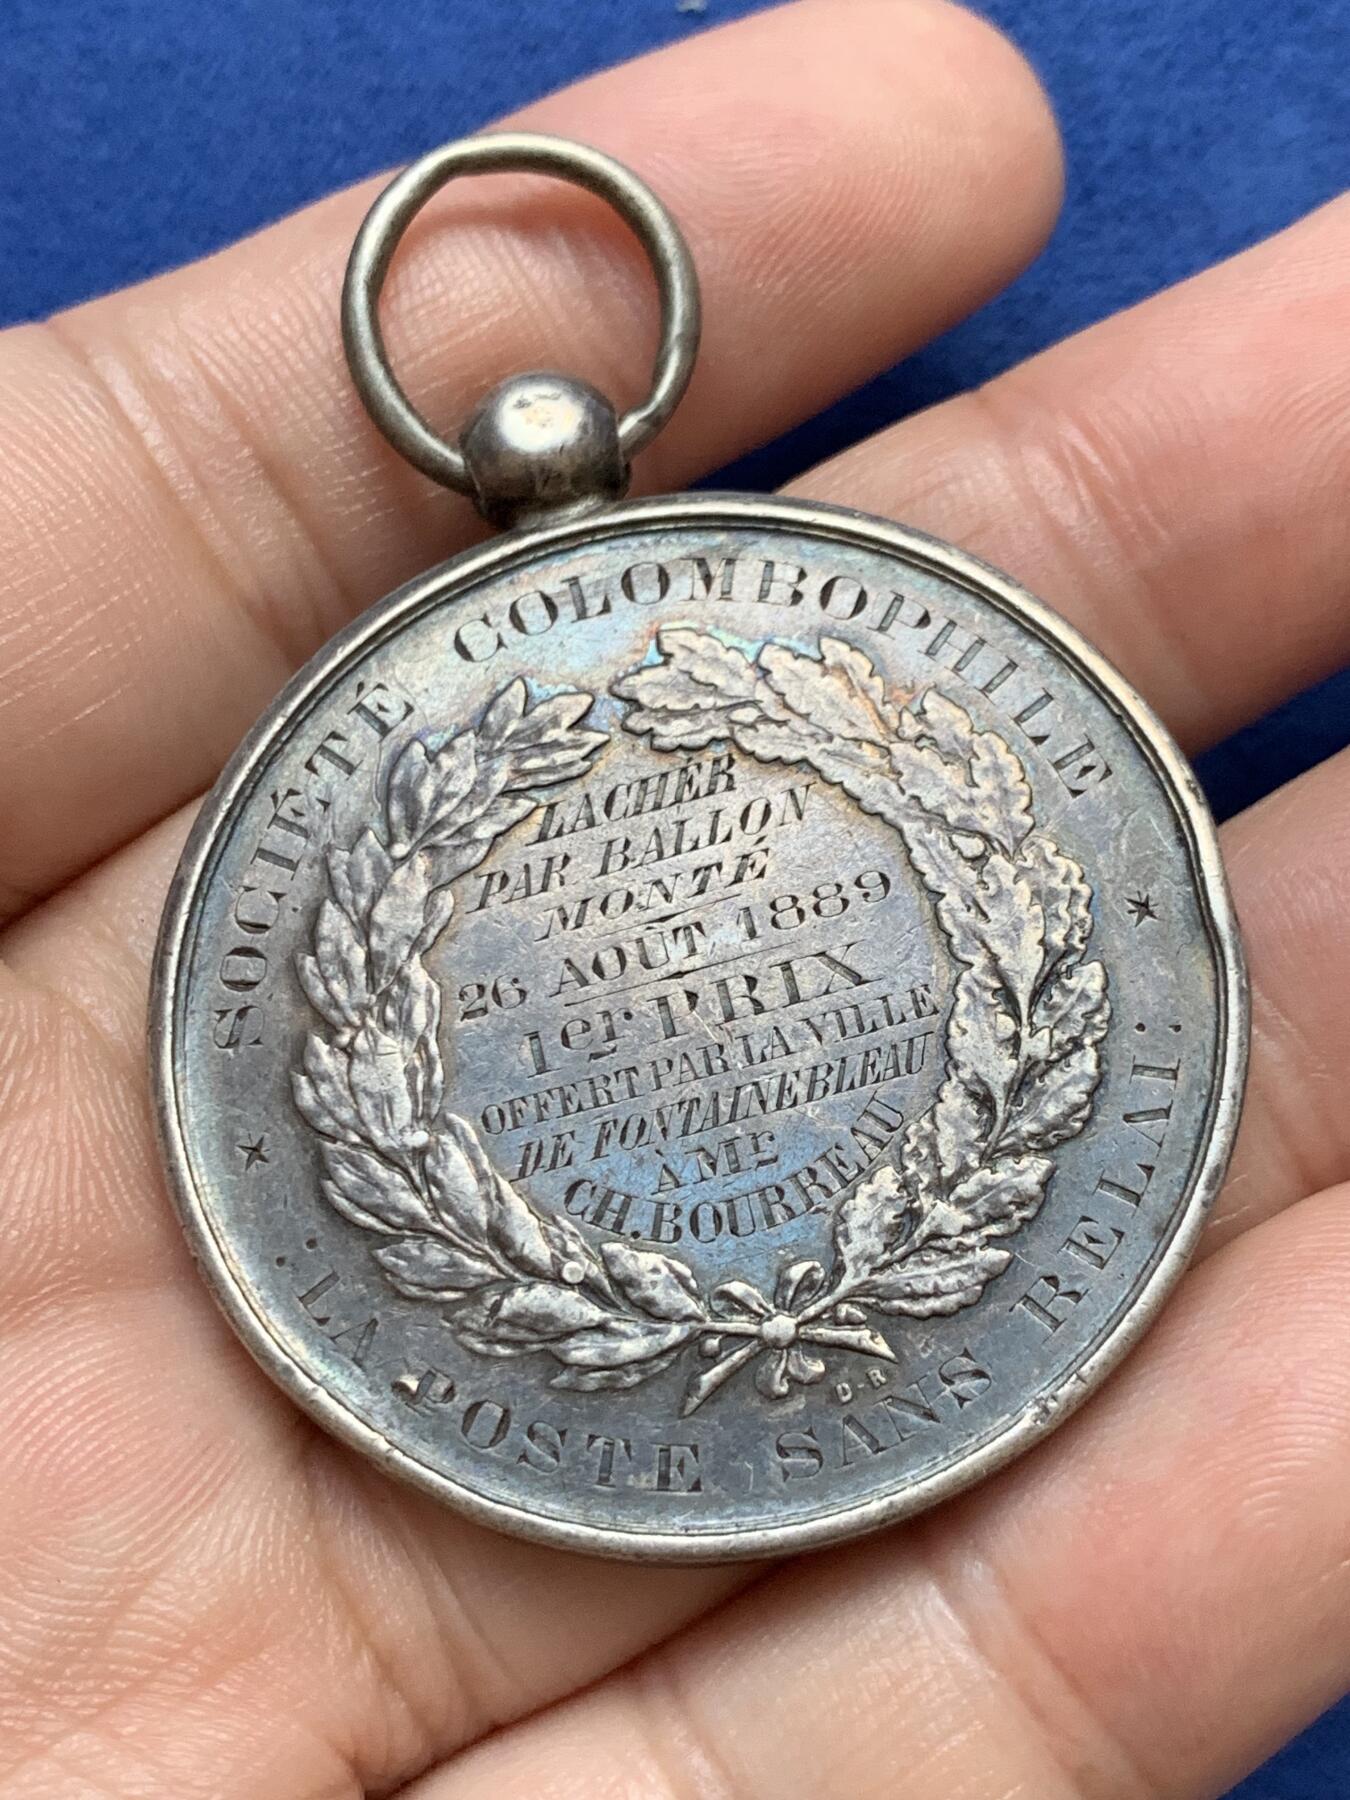 SOCIÉTÉ COLOMBOPHILE
LACHER
PAR BALLON
MONTÉ
26 AOÛT 1889
1er PRIX
OFFERT PAR LA VILLE
DE FONTAINEBLEAU
À Mr
CH. BOURREAU
D-R
: LA POSTE SANS RELAI :